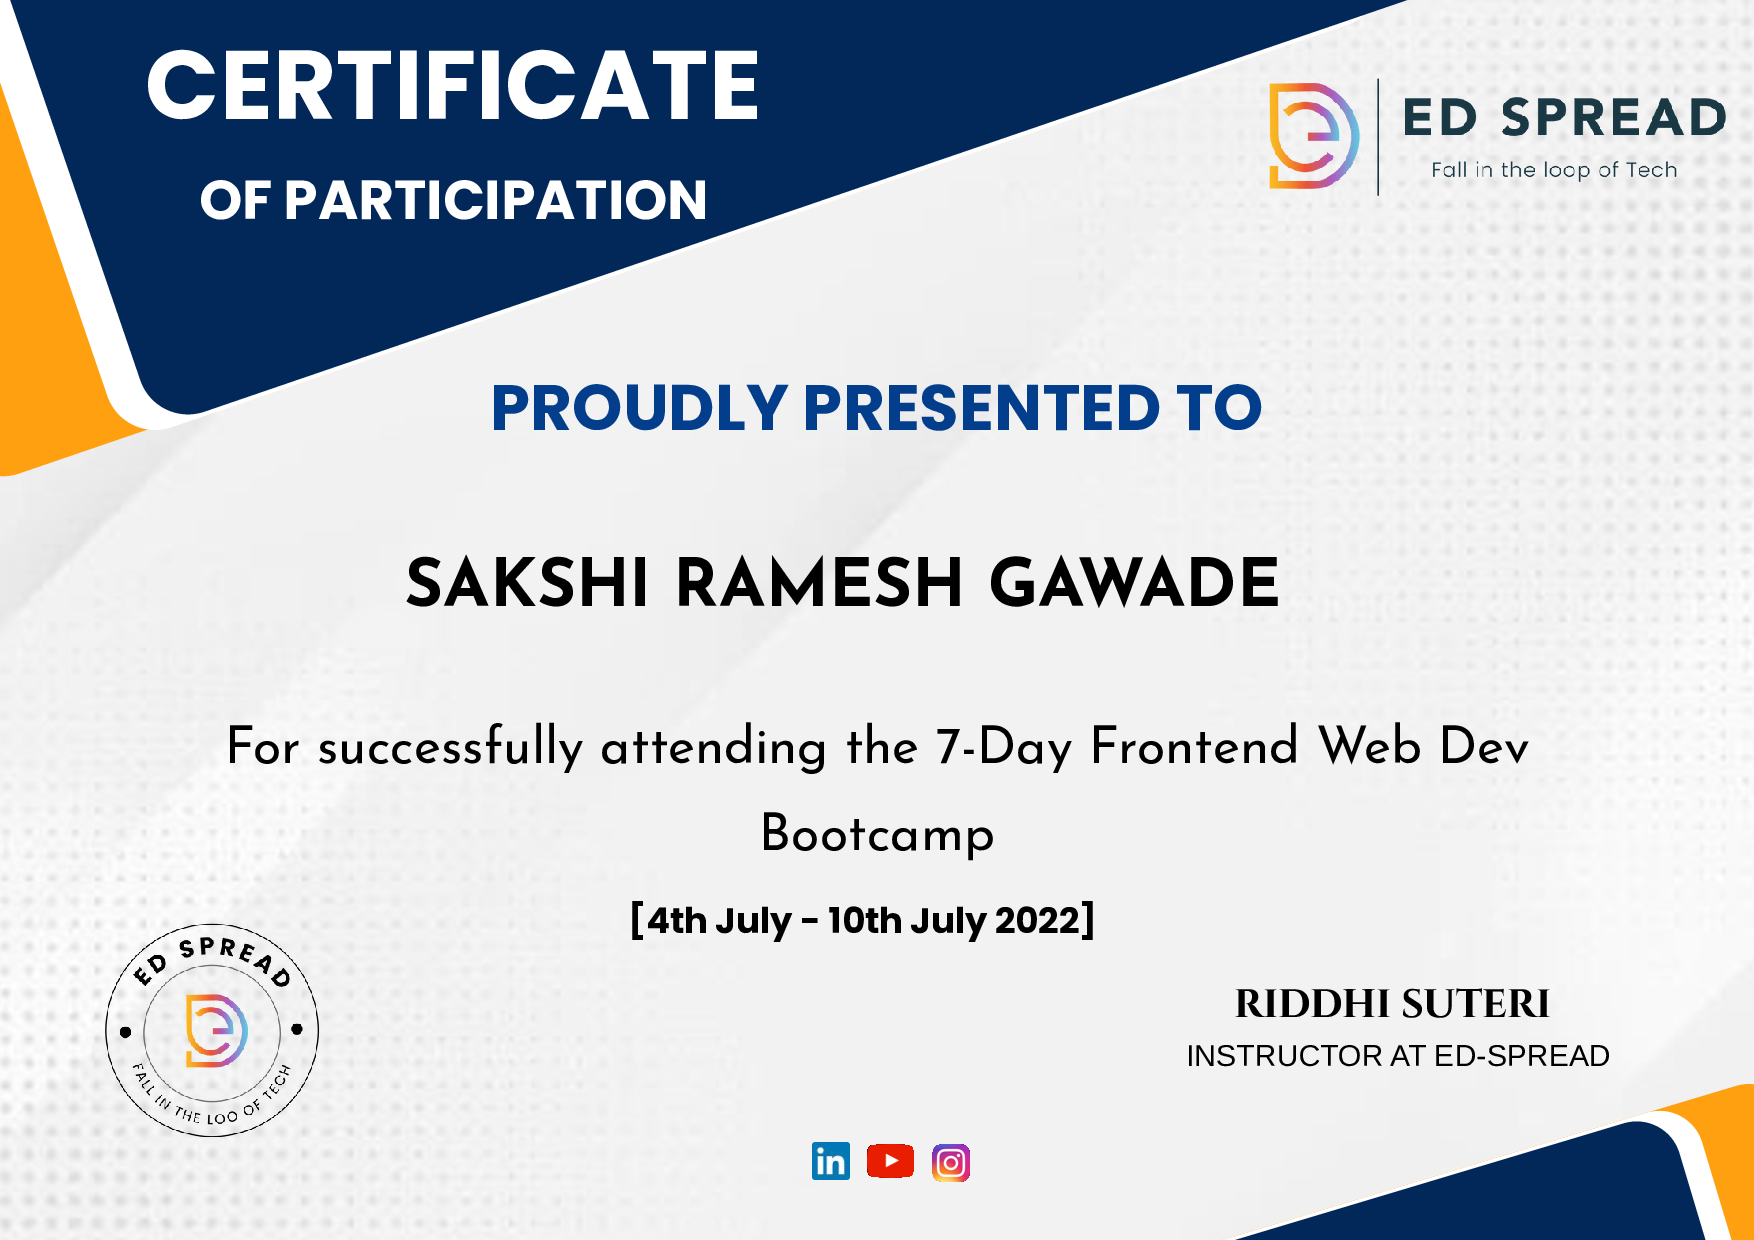 CERTIFICATE
OF PARTICIPATION
ED SPREAD
Fall in the loop of Tech
PROUDLY PRESENTED TO
SAKSHI RAMESH GAWADE
For successfully attending the 7-Day Frontend Web Dev
Bootcamp
[4th July - 10th July 2022]
ED SPREAD
FALL IN THE LOO OF TECH
RIDDHI SUTERI
INSTRUCTOR AT ED-SPREAD
in